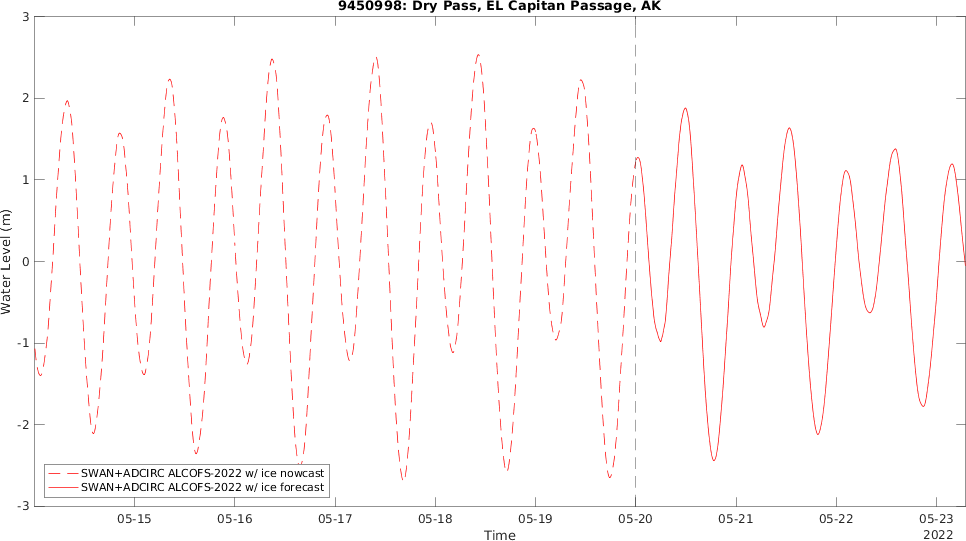 9450998: Dry Pass, EL Capitan Passage, AK
Water Level (m)
3
2
1
0
-1
-2
-3
SWAN+ADCIRC ALCOFS-2022 w/ ice nowcast
SWAN+ADCIRC ALCOFS-2022 w/ ice forecast
05-15 05-16 05-17 05-18 05-19 05-20 05-21 05-22 05-23
2022
Time